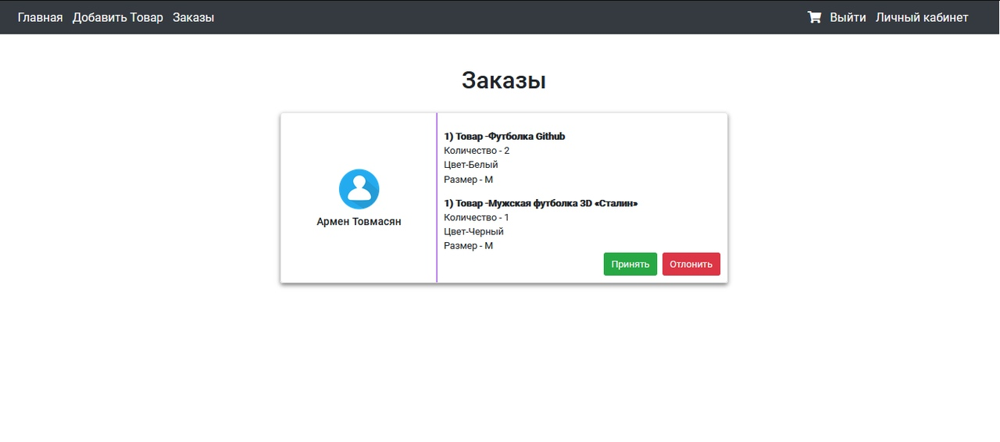 Главная Добавить Товар Заказы Выйти Личный кабинет
Заказы
Армен Товмасян
1) Товар -Футболка Github
Количество - 2
Цвет-Белый
Размер - M
1) Товар -Мужская футболка 3D «Сталин»
Количество - 1
Цвет-Черный
Размер - M
Принять Отлонить